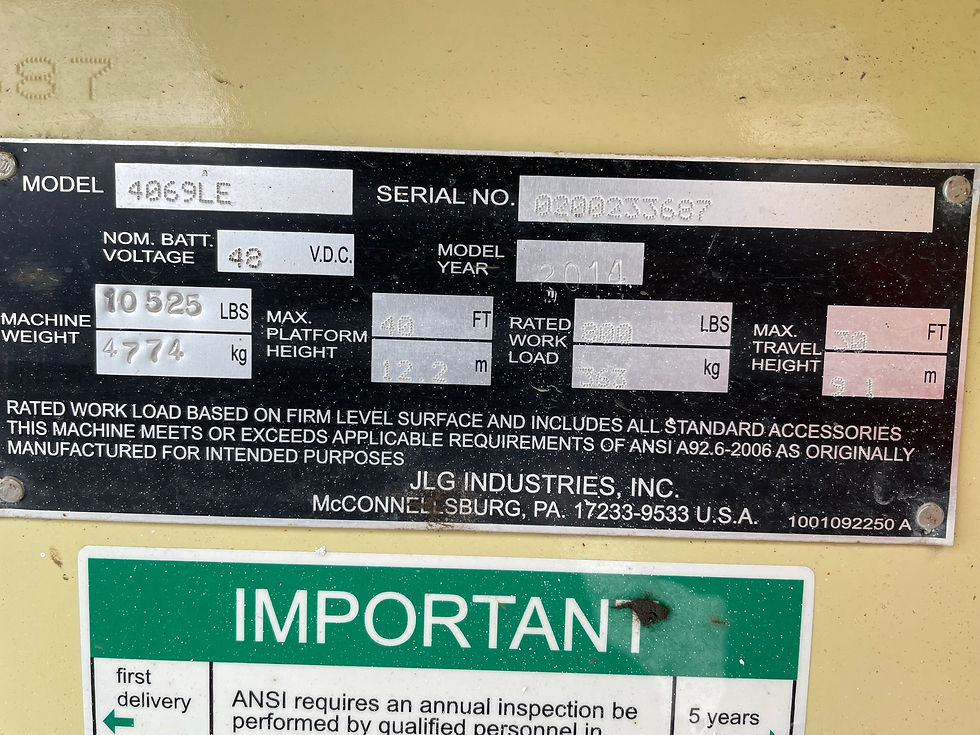 687
MODEL 4069LE SERIAL NO. 0200233687
NOM. BATT. VOLTAGE 48 V.D.C. MODEL YEAR 2014
MACHINE WEIGHT 10 525 LBS 4774 kg
MAX. PLATFORM HEIGHT 40 FT 12.2 m
RATED WORK LOAD 800 LBS 363 kg
MAX. TRAVEL HEIGHT 30 FT 9.1 m
RATED WORK LOAD BASED ON FIRM LEVEL SURFACE AND INCLUDES ALL STANDARD ACCESSORIES
THIS MACHINE MEETS OR EXCEEDS APPLICABLE REQUIREMENTS OF ANSI A92.6-2006 AS ORIGINALLY
MANUFACTURED FOR INTENDED PURPOSES
JLG INDUSTRIES, INC.
McCONNELLSBURG, PA. 17233-9533 U.S.A. 1001092250 A
IMPORTANT
first
delivery
ANSI requires an annual inspection be
performed by qualified personnel in
5 years